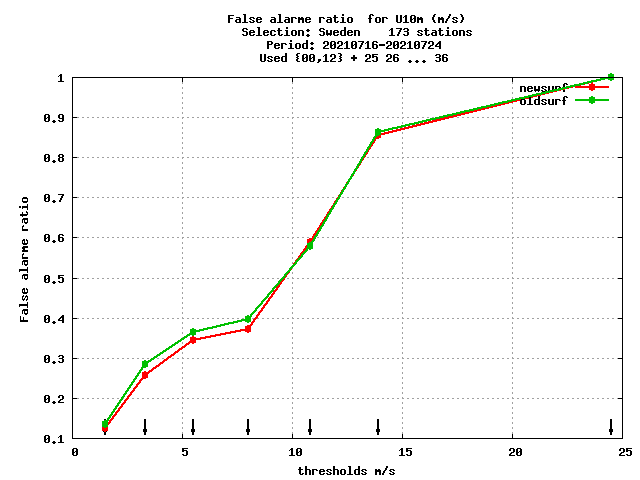 False alarme ratio for U10m (m/s)
Selection: Sweden 173 stations
Period: 20210716-20210724
Used {00,12} + 25 26 ... 36
newsurf
oldsurf
1
0.9
0.8
0.7
0.6
0.5
0.4
0.3
0.2
0.1
False alarme ratio
0 5 10 15 20 25
thresholds m/s